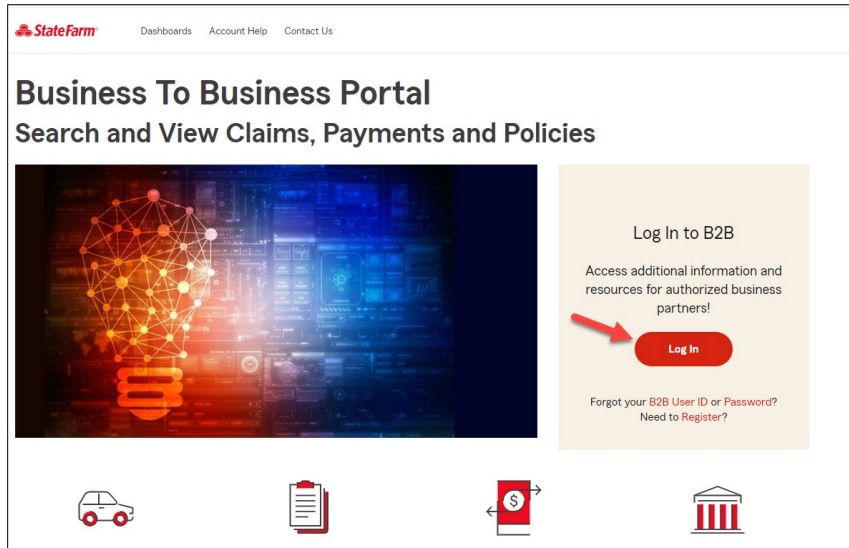 StateFarm
Dashboards Account Help Contact Us
Business To Business Portal
Search and View Claims, Payments and Policies
Log In to B2B
Access additional information and
resources for authorized business
partners!
Log In
Forgot your B2B User ID or Password?
Need to Register?
$